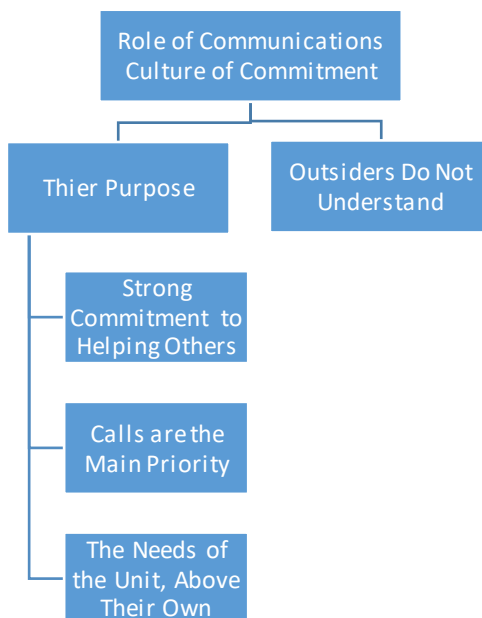 Role of Communications
Culture of Commitment
Thier Purpose
Outsiders Do Not
Understand
Strong
Commitment to
Helping Others
Calls are the
Main Priority
The Needs of
the Unit, Above
Their Own